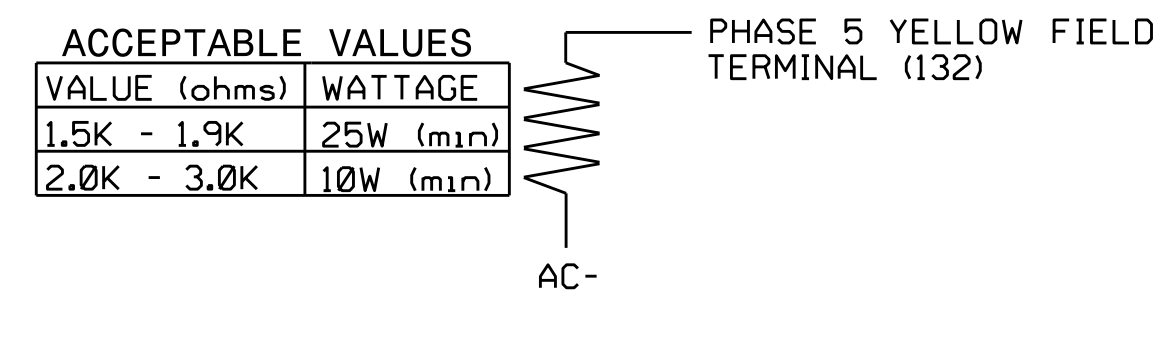 ACCEPTABLE VALUES
VALUE (ohms) WATTAGE
1.5K - 1.9K 25W (min)
2.0K - 3.0K 10W (min)
PHASE 5 YELLOW FIELD
TERMINAL (132)
AC-